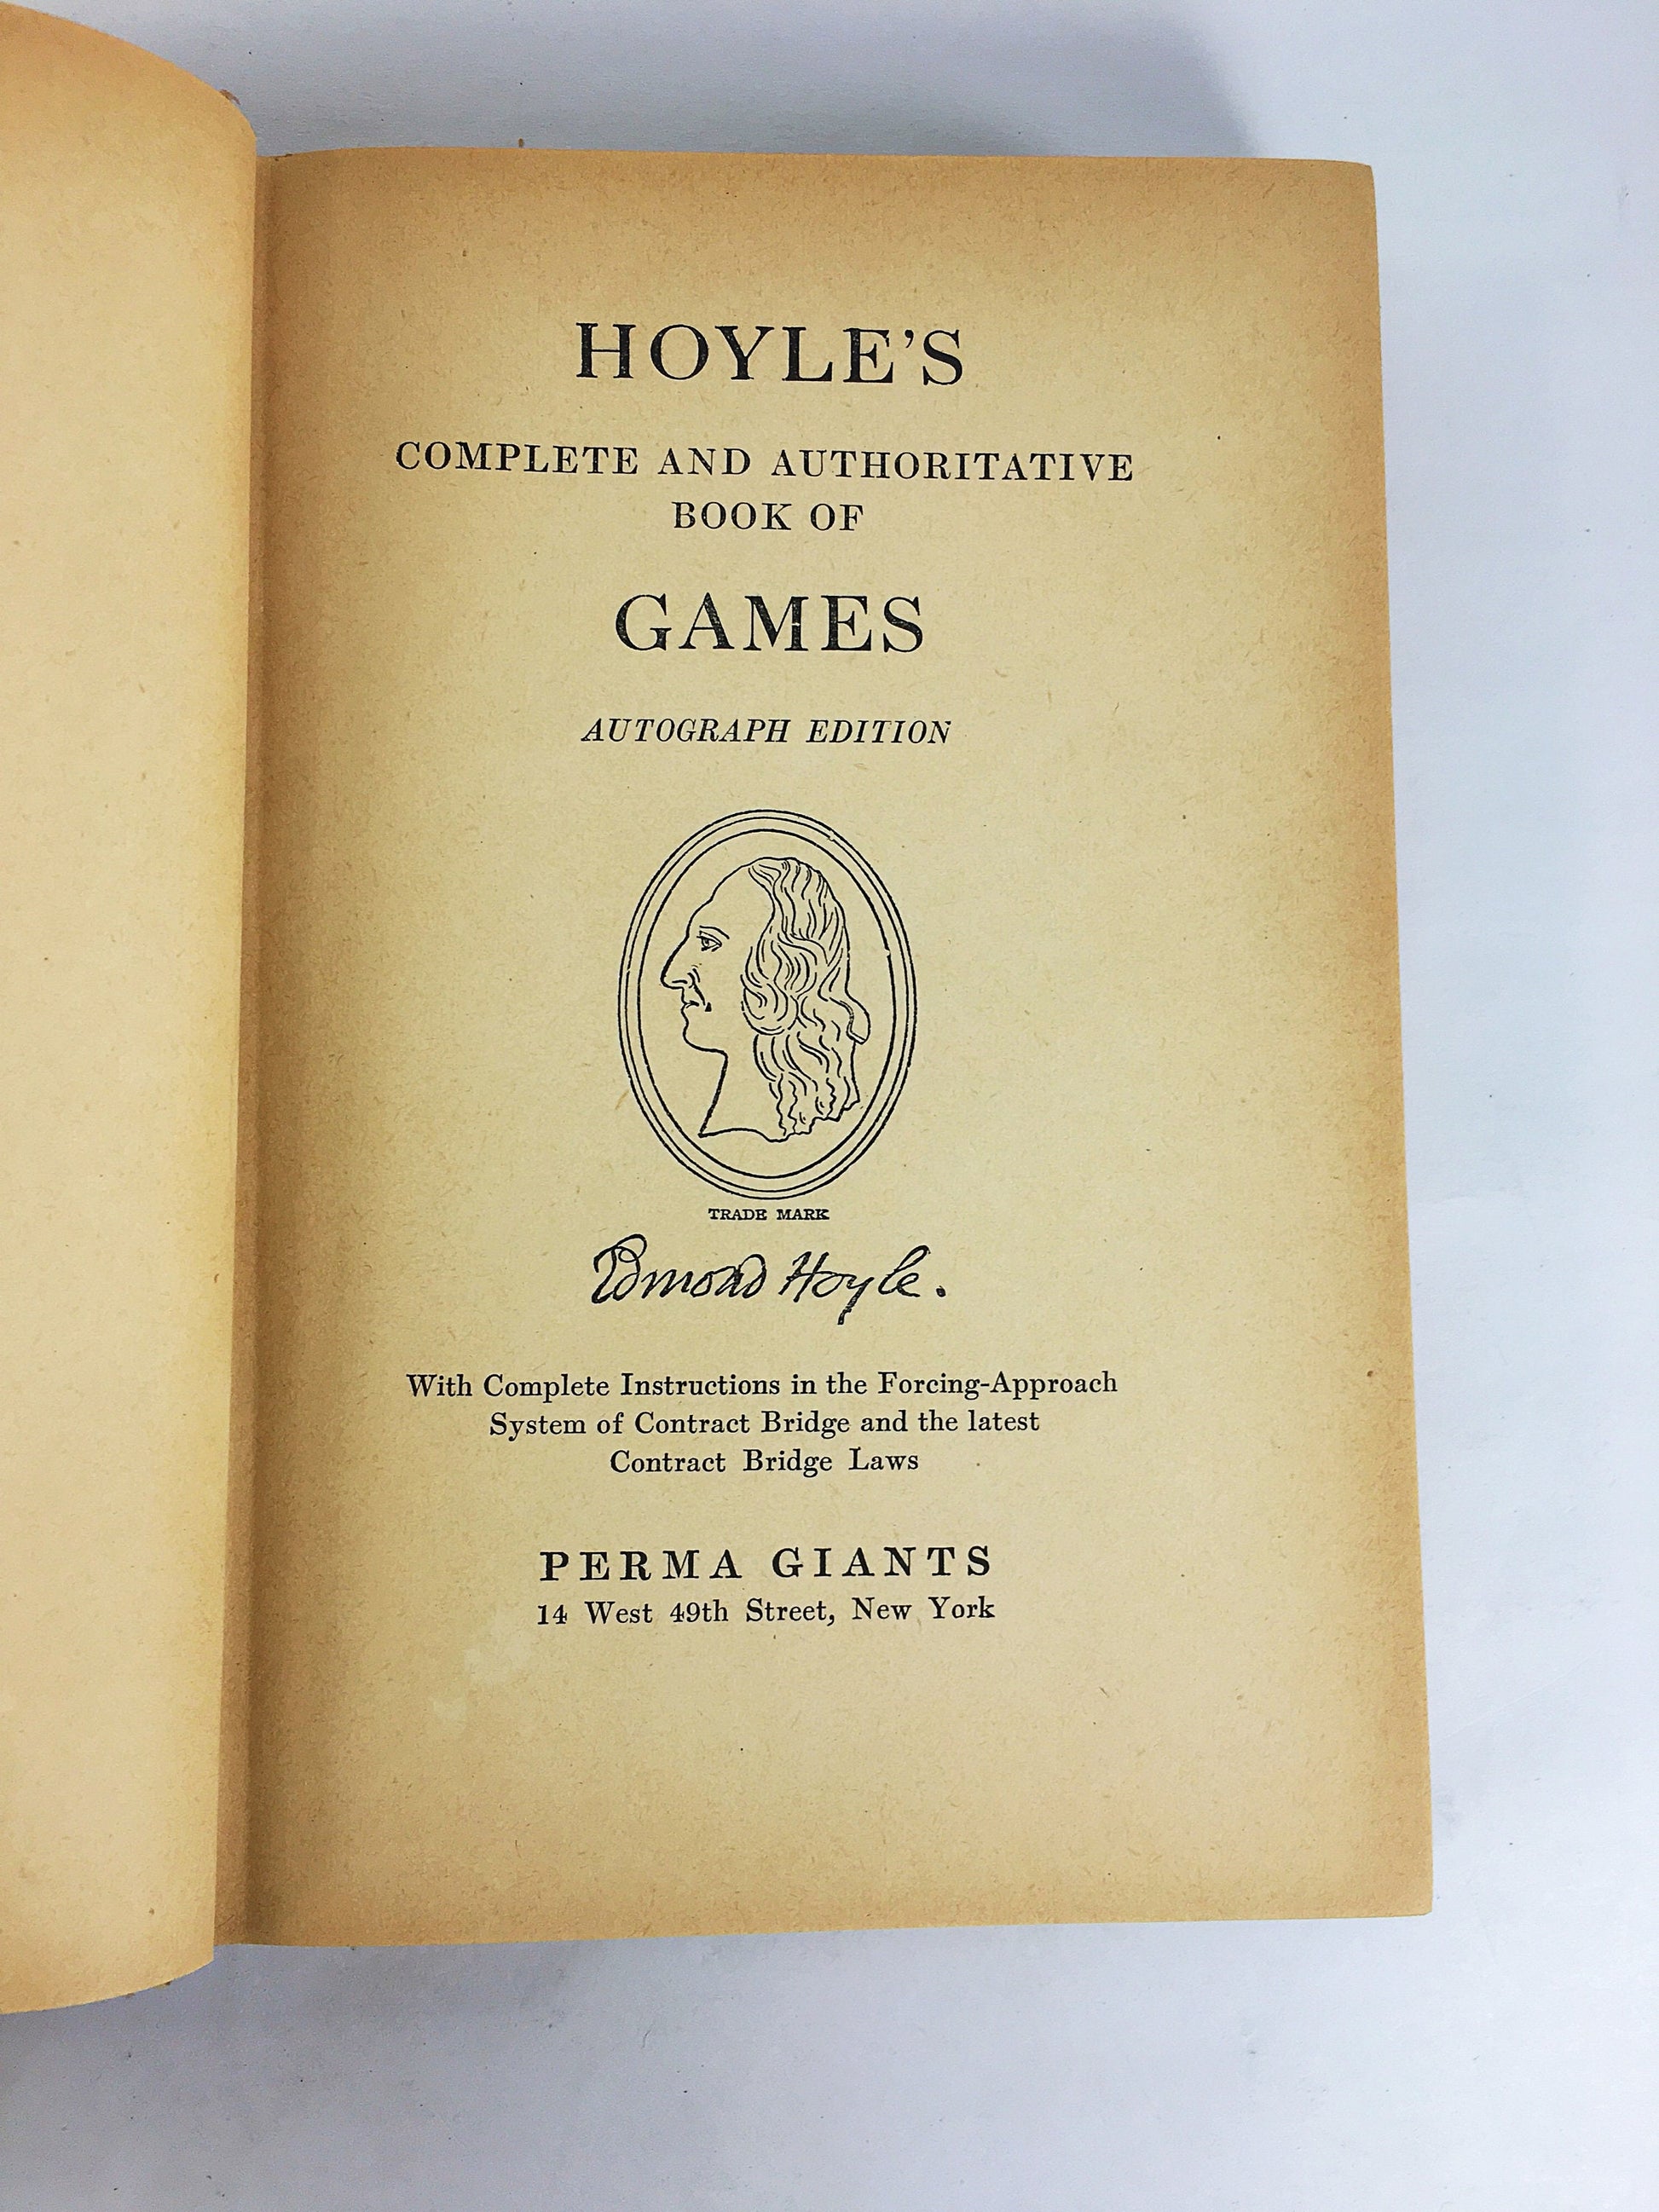 HOYLE'S
COMPLETE AND AUTHORITATIVE
BOOK OF
GAMES
AUTOGRAPH EDITION
TRADE MARK
Edmond Hoyle.
With Complete Instructions in the Forcing-Approach
System of Contract Bridge and the latest
Contract Bridge Laws
PERMA GIANTS
14 West 49th Street, New York